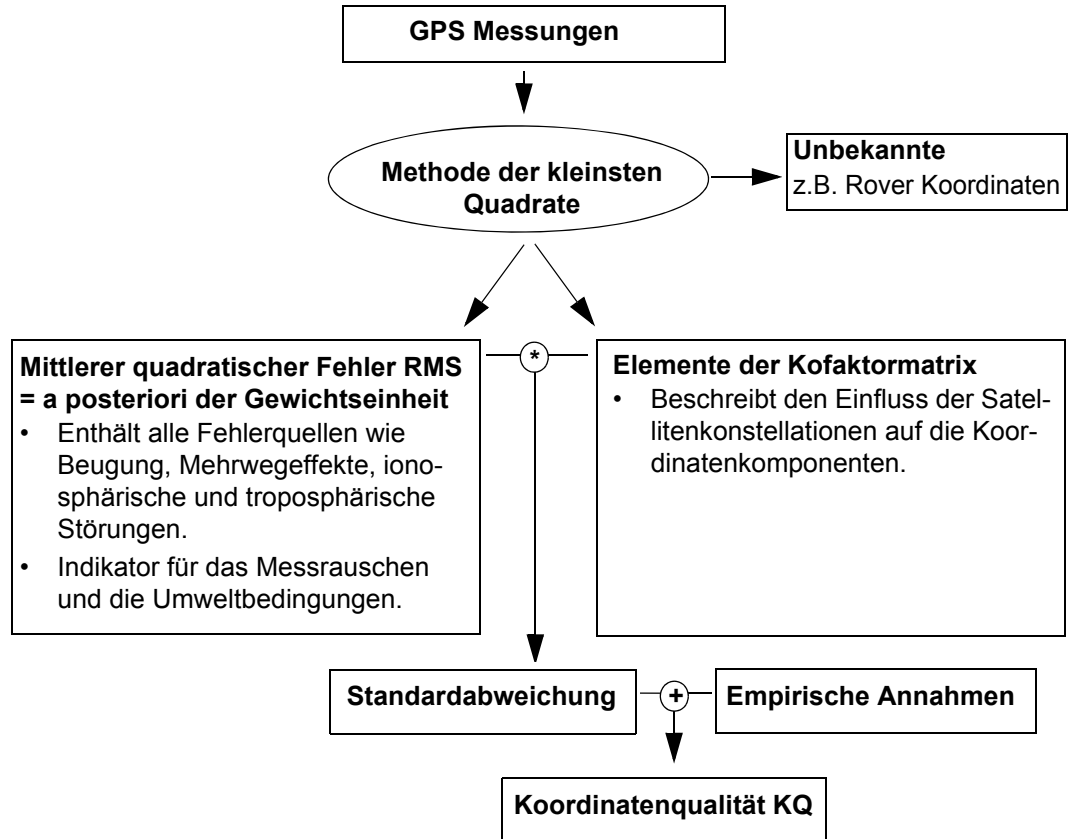 GPS Messungen
Methode der kleinsten
Quadrate
Unbekannte
z.B. Rover Koordinaten
Mittlerer quadratischer Fehler RMS
= a posteriori der Gewichtseinheit
• Enthält alle Fehlerquellen wie
Beugung, Mehrwegeffekte, iono-
sphärische und troposphärische
Störungen.
• Indikator für das Messrauschen
und die Umweltbedingungen.
*
Elemente der Kofaktormatrix
• Beschreibt den Einfluss der Satel-
litenkonstellationen auf die Koor-
dinatenkomponenten.
Standardabweichung
+
Empirische Annahmen
Koordinatenqualität KQ